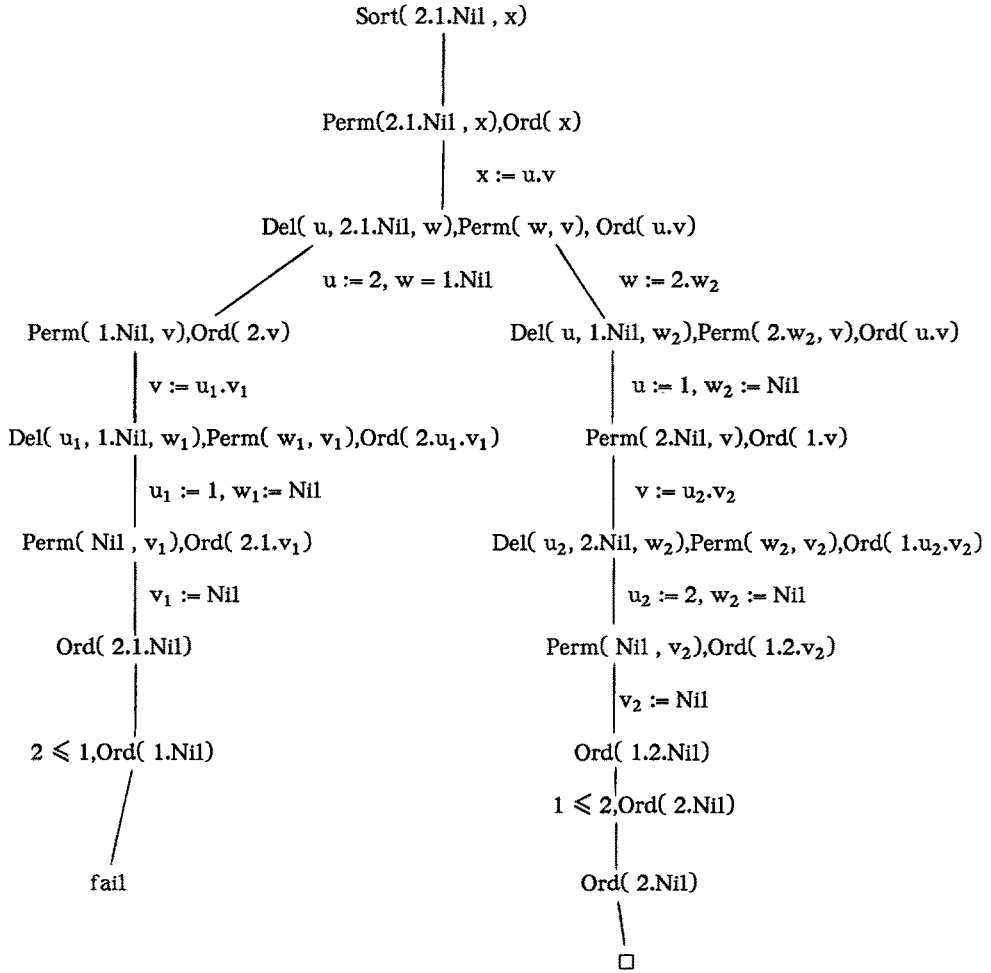 Sort( 2.1.Nil , x)
Perm(2.1.Nil , x),Ord( x)
x := u.v
Del( u, 2.1.Nil, w),Perm( w, v), Ord( u.v)
u := 2, w = 1.Nil
w := 2.w₂
Perm( 1.Nil, v),Ord( 2.v)
Del( u, 1.Nil, w₂),Perm( 2.w₂, v),Ord( u.v)
v := u₁.v₁
u := 1, w₂ := Nil
Del( u₁, 1.Nil, w₁),Perm( w₁, v₁),Ord( 2.u₁.v₁)
Perm( 2.Nil, v),Ord( 1.v)
u₁ := 1, w₁:= Nil
v := u₂.v₂
Perm( Nil , v₁),Ord( 2.1.v₁)
Del( u₂, 2.Nil, w₂),Perm( w₂, v₂),Ord( 1.u₂.v₂)
v₁ := Nil
u₂ := 2, w₂ := Nil
Ord( 2.1.Nil)
Perm( Nil , v₂),Ord( 1.2.v₂)
v₂ := Nil
2 ⩽ 1,Ord( 1.Nil)
Ord( 1.2.Nil)
1 ⩽ 2,Ord( 2.Nil)
fail
Ord( 2.Nil)
□